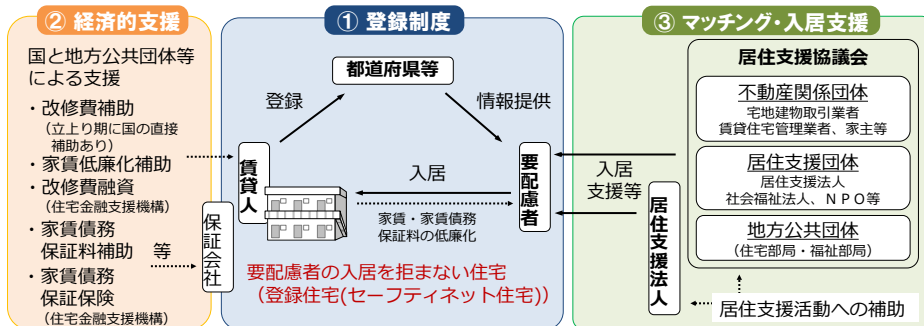 ② 経済的支援
国と地方公共団体等
による支援
・改修費補助
（立上り期に国の直接
補助あり）
・家賃低廉化補助
・改修費融資
（住宅金融支援機構）
・家賃債務
保証料補助　等
・家賃債務
保証保険
（住宅金融支援機構）
① 登録制度
都道府県等
登録
情報提供
賃貸人
保証会社
入居
家賃・家賃債務
保証料の低廉化
要配慮者
要配慮者の入居を拒まない住宅
（登録住宅(セーフティネット住宅)）
③ マッチング・入居支援
入居
支援等
居住支援法人
居住支援協議会
不動産関係団体
宅地建物取引業者
賃貸住宅管理業者、家主等
居住支援団体
居住支援法人
社会福祉法人、ＮＰＯ等
地方公共団体
（住宅部局・福祉部局）
居住支援活動への補助